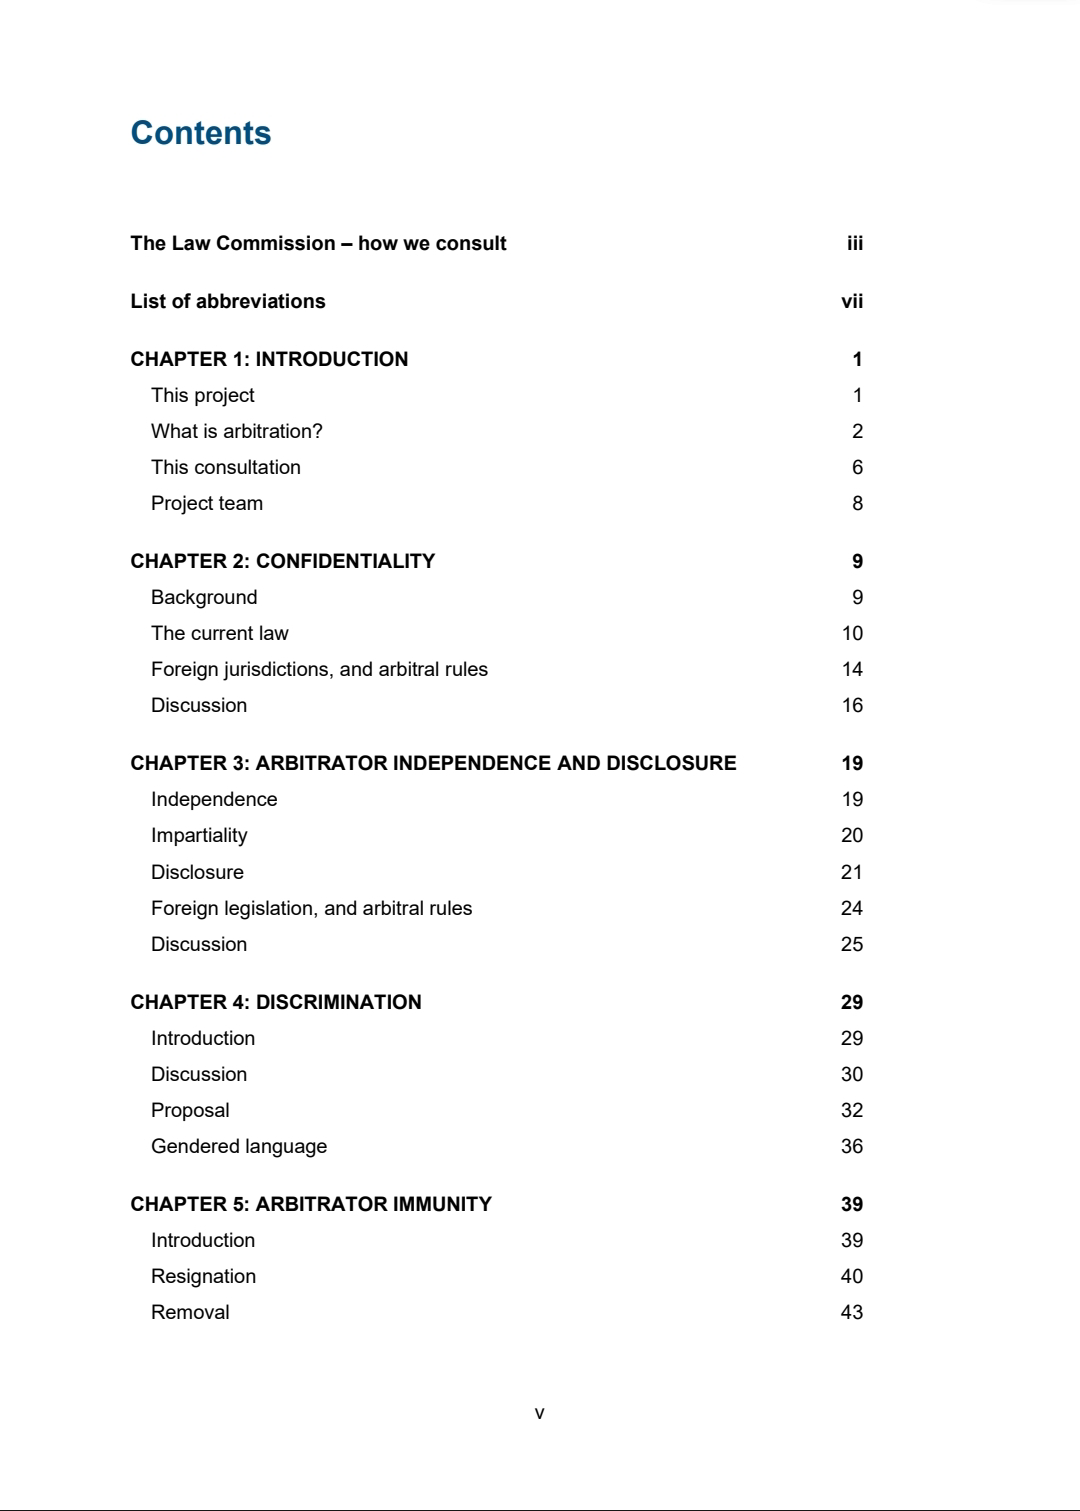 Contents
The Law Commission – how we consult iii
List of abbreviations vii
CHAPTER 1: INTRODUCTION 1
This project 1
What is arbitration? 2
This consultation 6
Project team 8
CHAPTER 2: CONFIDENTIALITY 9
Background 9
The current law 10
Foreign jurisdictions, and arbitral rules 14
Discussion 16
CHAPTER 3: ARBITRATOR INDEPENDENCE AND DISCLOSURE 19
Independence 19
Impartiality 20
Disclosure 21
Foreign legislation, and arbitral rules 24
Discussion 25
CHAPTER 4: DISCRIMINATION 29
Introduction 29
Discussion 30
Proposal 32
Gendered language 36
CHAPTER 5: ARBITRATOR IMMUNITY 39
Introduction 39
Resignation 40
Removal 43
v